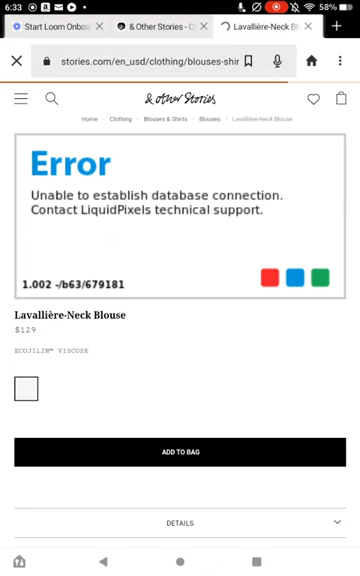 6:33
58%
Start Loom Onboa
& Other Stories - C
Lavallière-Neck Bl
stories.com/en_usd/clothing/blouses-shir
& other Stories
Home Clothing Blouses & Shirts Blouses Lavallière-Neck Blouse
Error
Unable to establish database connection.
Contact LiquidPixels technical support.
1.002 -/b63/679181
Lavallière-Neck Blouse
$129
ECOJILIN™ VISCOSE
ADD TO BAG
DETAILS